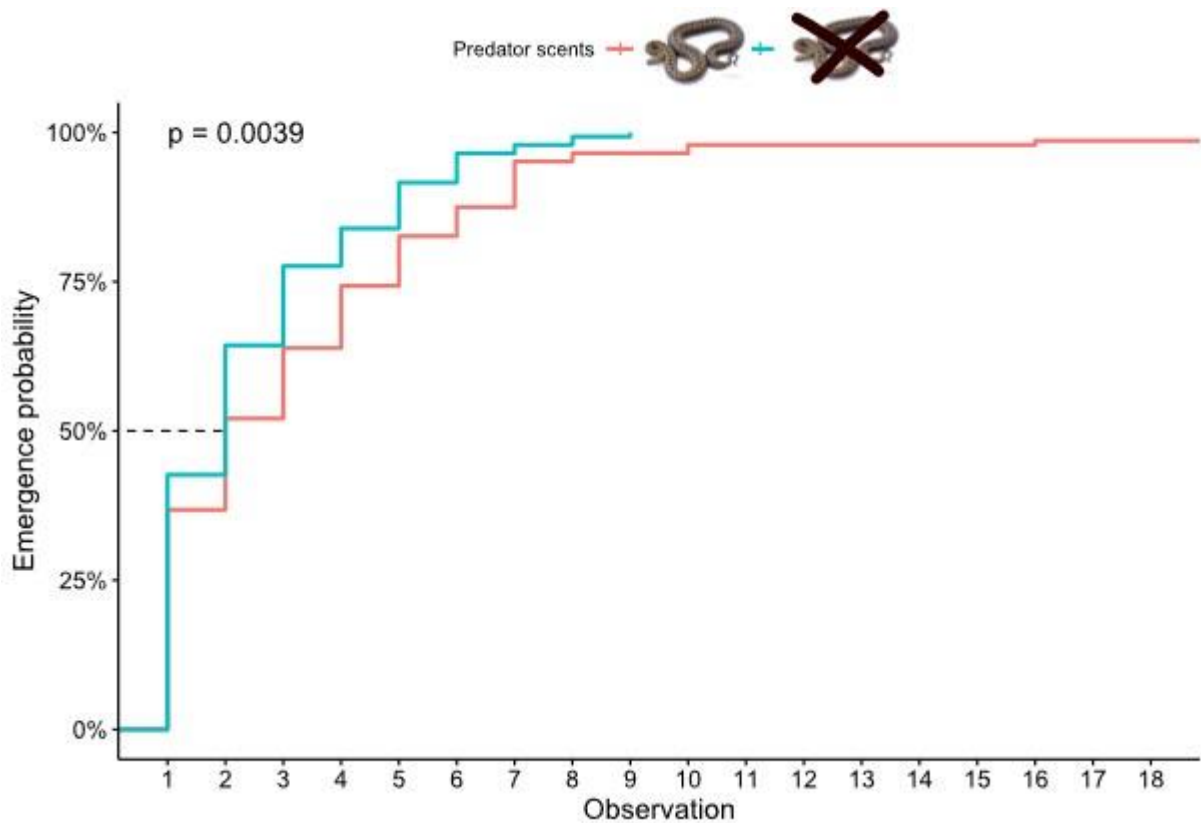 Predator scents
p = 0.0039
100%
75%
50%
25%
0%
Emergence probability
1 2 3 4 5 6 7 8 9 10 11 12 13 14 15 16 17 18
Observation